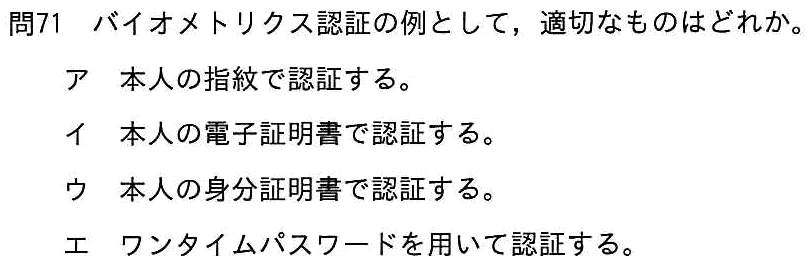 問71　バイオメトリクス認証の例として，適切なものはどれか。
ア　本人の指紋で認証する。
イ　本人の電子証明書で認証する。
ウ　本人の身分証明書で認証する。
エ　ワンタイムパスワードを用いて認証する。